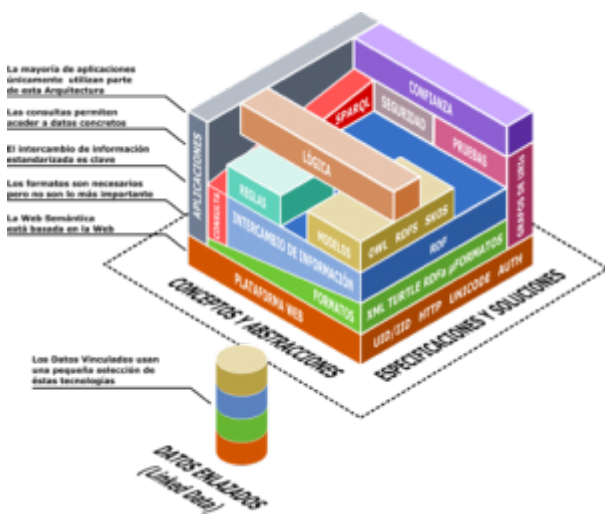 La mayoría de aplicaciones
únicamente utilizan parte
de esta Arquitectura
Las consultas permiten
aceder a datos concretos
El intercambio de información
estandarizada es clave
Los formatos son necesarios
pero no son lo más importante
La Web Semántica
está basada en la Web
APLICACIONES
CONFIANZA
SPARQL
SEGURIDAD
PRUEBAS
LÓGICA
REGLAS
MODELOS
OWL RDFS SKOS
CONSULTA
INTERCAMBIO DE INFORMACIÓN
RDF
GRAFOS DE URIS
FORMATOS
XML TURTLE RDFa µFORMATOS
PLATAFORMA WEB
UID/IID HTTP UNICODE AUTH
CONCEPTOS Y ABSTRACCIONES
ESPECIFICACIONES Y SOLUCIONES
Los Datos Vinculados usan
una pequeña selección de
éstas tecnologías
DATOS ENLAZADOS
(Linked Data)